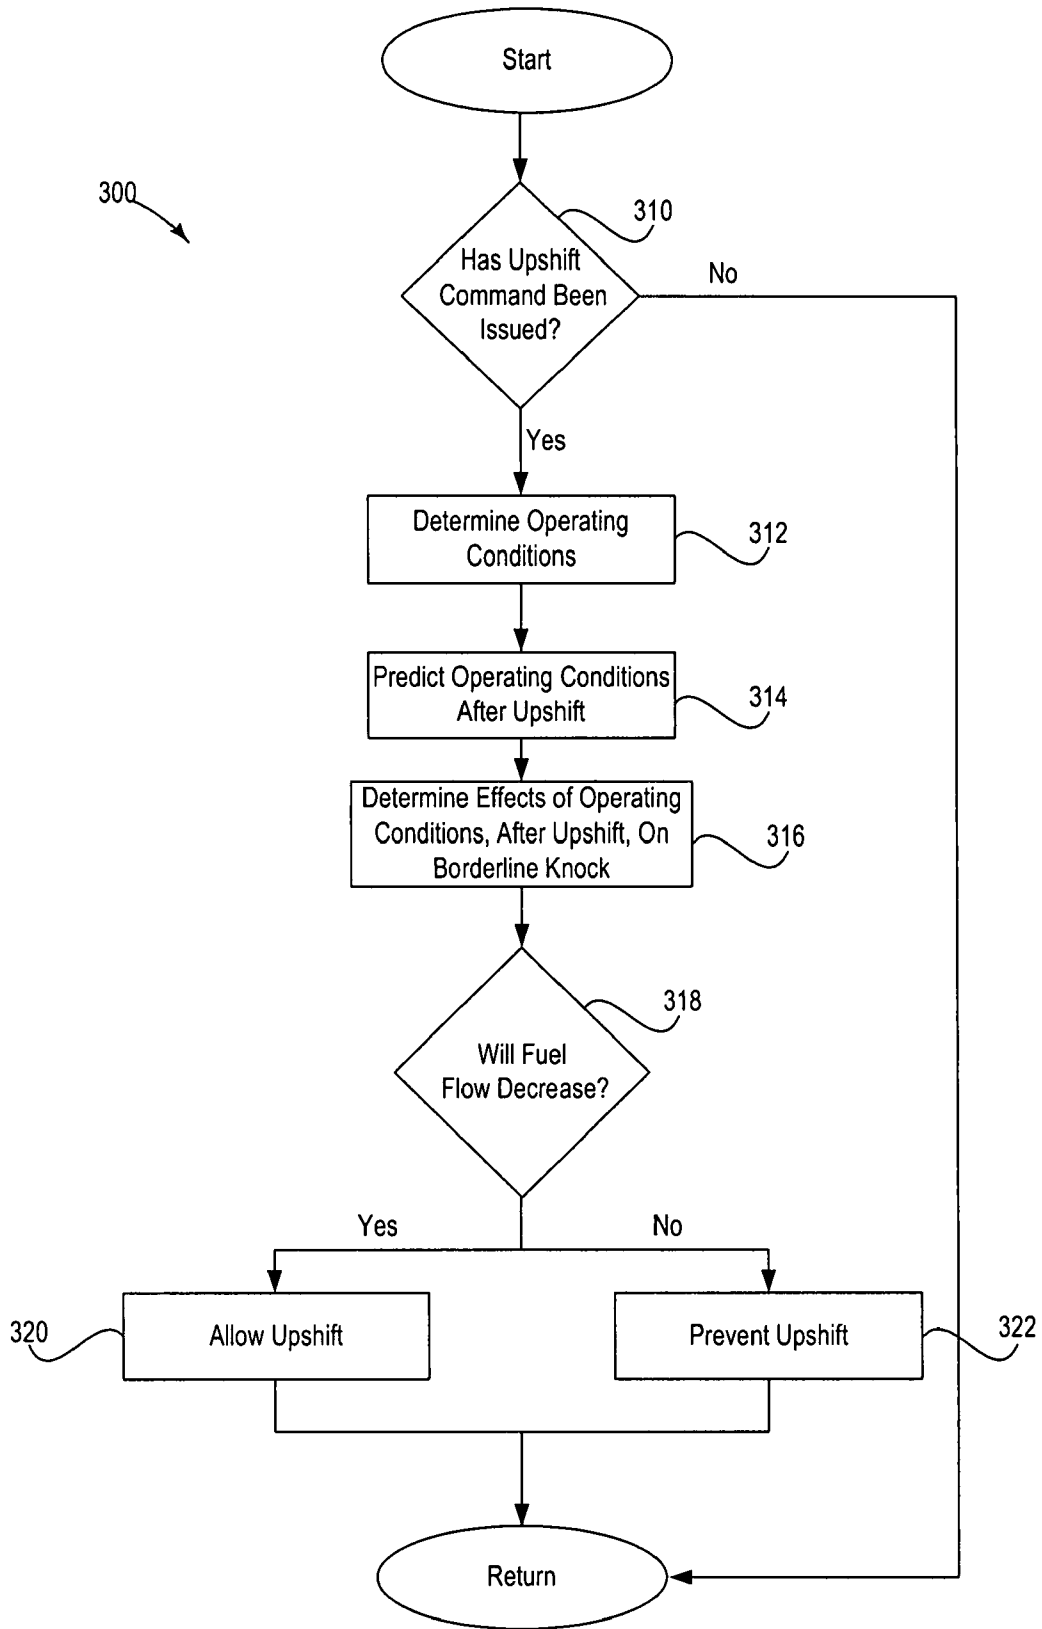 Start
300
310
Has Upshift
Command Been
Issued?
No
Yes
Determine Operating
Conditions
312
Predict Operating Conditions
After Upshift
314
Determine Effects of Operating
Conditions, After Upshift, On
Borderline Knock
316
318
Will Fuel
Flow Decrease?
Yes
No
320
Allow Upshift
Prevent Upshift
322
Return